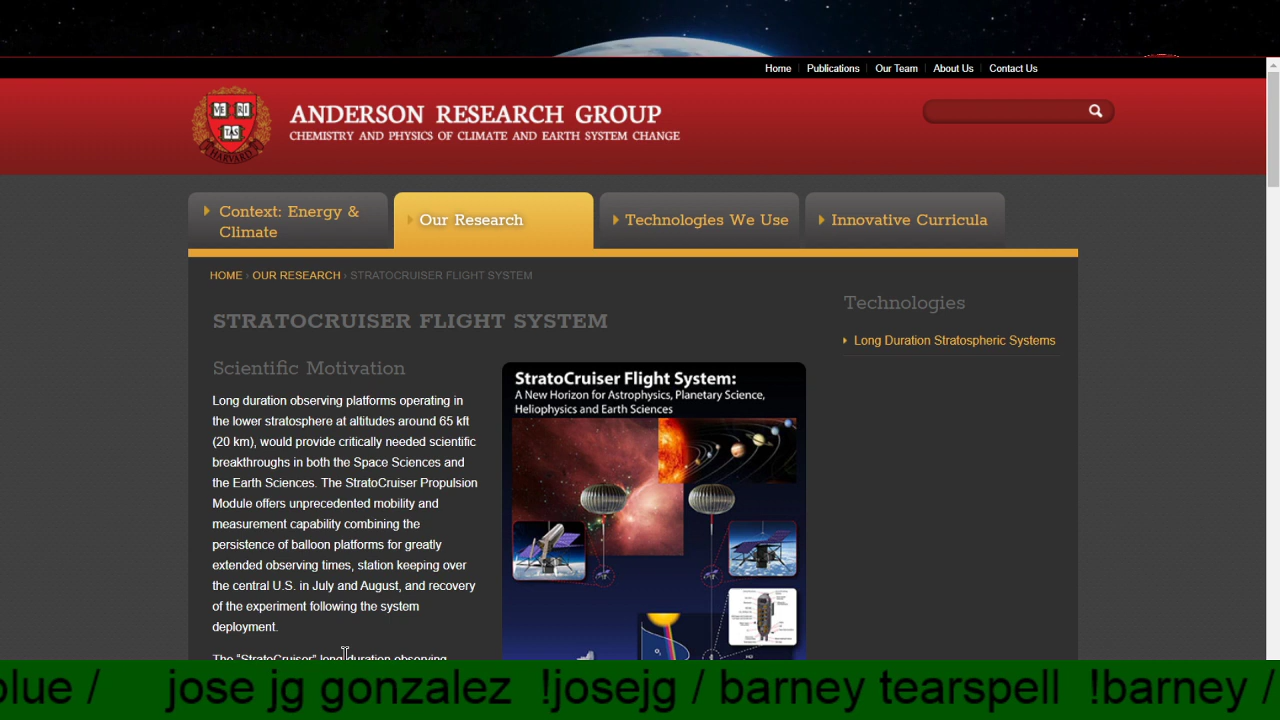 Home Publications Our Team About Us Contact Us
VE RI
TAS
HARVARD
ANDERSON RESEARCH GROUP
CHEMISTRY AND PHYSICS OF CLIMATE AND EARTH SYSTEM CHANGE
Context: Energy &
Climate
Our Research
Technologies We Use
Innovative Curricula
HOME › OUR RESEARCH › STRATOCRUISER FLIGHT SYSTEM
STRATOCRUISER FLIGHT SYSTEM
Scientific Motivation
Long duration observing platforms operating in
the lower stratosphere at altitudes around 65 kft
(20 km), would provide critically needed scientific
breakthroughs in both the Space Sciences and
the Earth Sciences. The StratoCruiser Propulsion
Module offers unprecedented mobility and
measurement capability combining the
persistence of balloon platforms for greatly
extended observing times, station keeping over
the central U.S. in July and August, and recovery
of the experiment following the system
deployment.
The "StratoCruiser" long duration observing
StratoCruiser Flight System:
A New Horizon for Astrophysics, Planetary Science,
Heliophysics and Earth Sciences
Technologies
Long Duration Stratospheric Systems
blue / jose jg gonzalez !josejg / barney tearspell !barney /